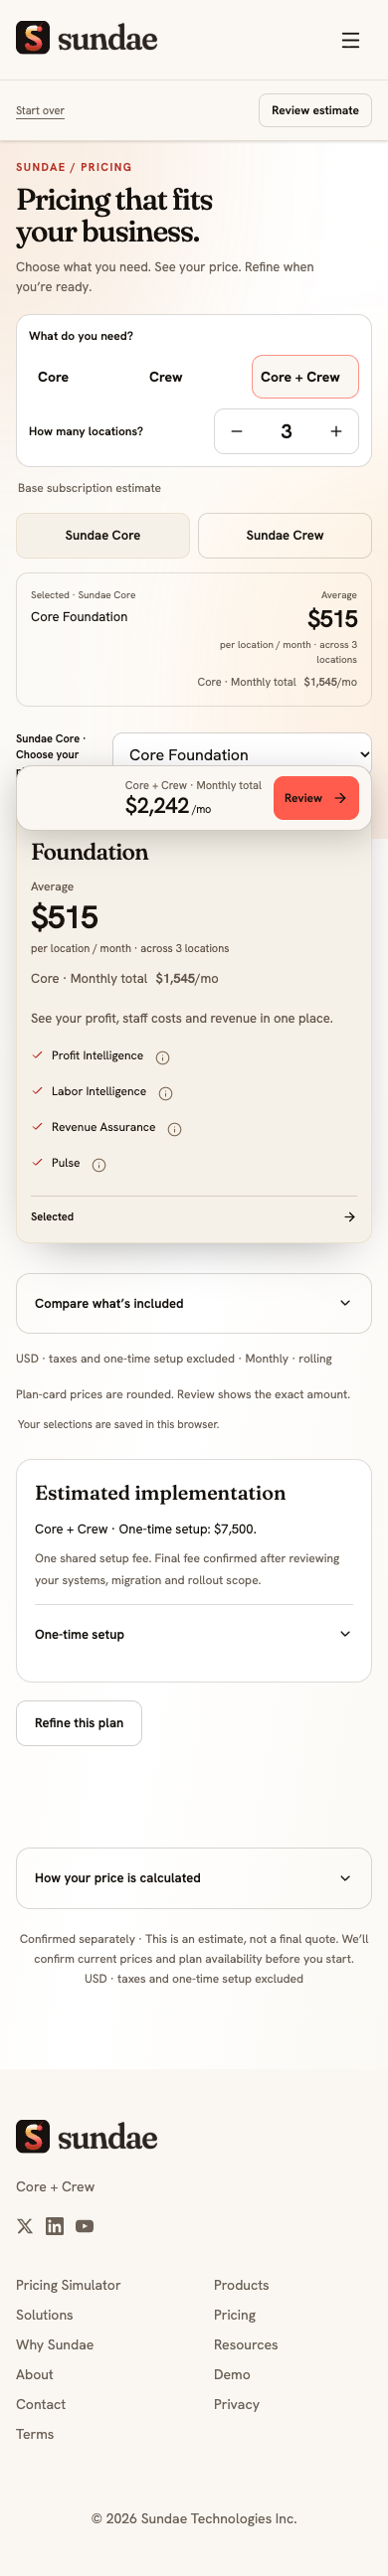 sundae
Start over
Review estimate
SUNDAE / PRICING
Pricing that fits
your business.
Choose what you need. See your price. Refine when
you're ready.
What do you need?
Core
Crew
Core + Crew
How many locations?
− 3 +
Base subscription estimate
Sundae Core
Sundae Crew
Selected · Sundae Core
Core Foundation
Average
$515
per location / month · across 3
locations
Core · Monthly total $1,545/mo
Sundae Core ·
Choose your
Core Foundation
Core + Crew · Monthly total
$2,242 /mo
Review
Foundation
Average
$515
per location / month · across 3 locations
Core · Monthly total $1,545/mo
See your profit, staff costs and revenue in one place.
Profit Intelligence
Labor Intelligence
Revenue Assurance
Pulse
Selected
Compare what's included
USD · taxes and one-time setup excluded · Monthly · rolling
Plan-card prices are rounded. Review shows the exact amount.
Your selections are saved in this browser.
Estimated implementation
Core + Crew · One-time setup: $7,500.
One shared setup fee. Final fee confirmed after reviewing
your systems, migration and rollout scope.
One-time setup
Refine this plan
How your price is calculated
Confirmed separately · This is an estimate, not a final quote. We'll
confirm current prices and plan availability before you start.
USD · taxes and one-time setup excluded
sundae
Core + Crew
Pricing Simulator
Products
Solutions
Pricing
Why Sundae
Resources
About
Demo
Contact
Privacy
Terms
© 2026 Sundae Technologies Inc.